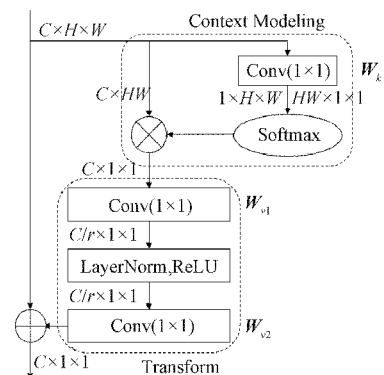 Context Modeling
C×H×W
Conv(1×1)
W_k
C×HW
1×H×W
HW×1×1
Softmax
C×1×1
Conv(1×1)
W_v1
C/r×1×1
LayerNorm,ReLU
C/r×1×1
Conv(1×1)
W_v2
C×1×1
Transform